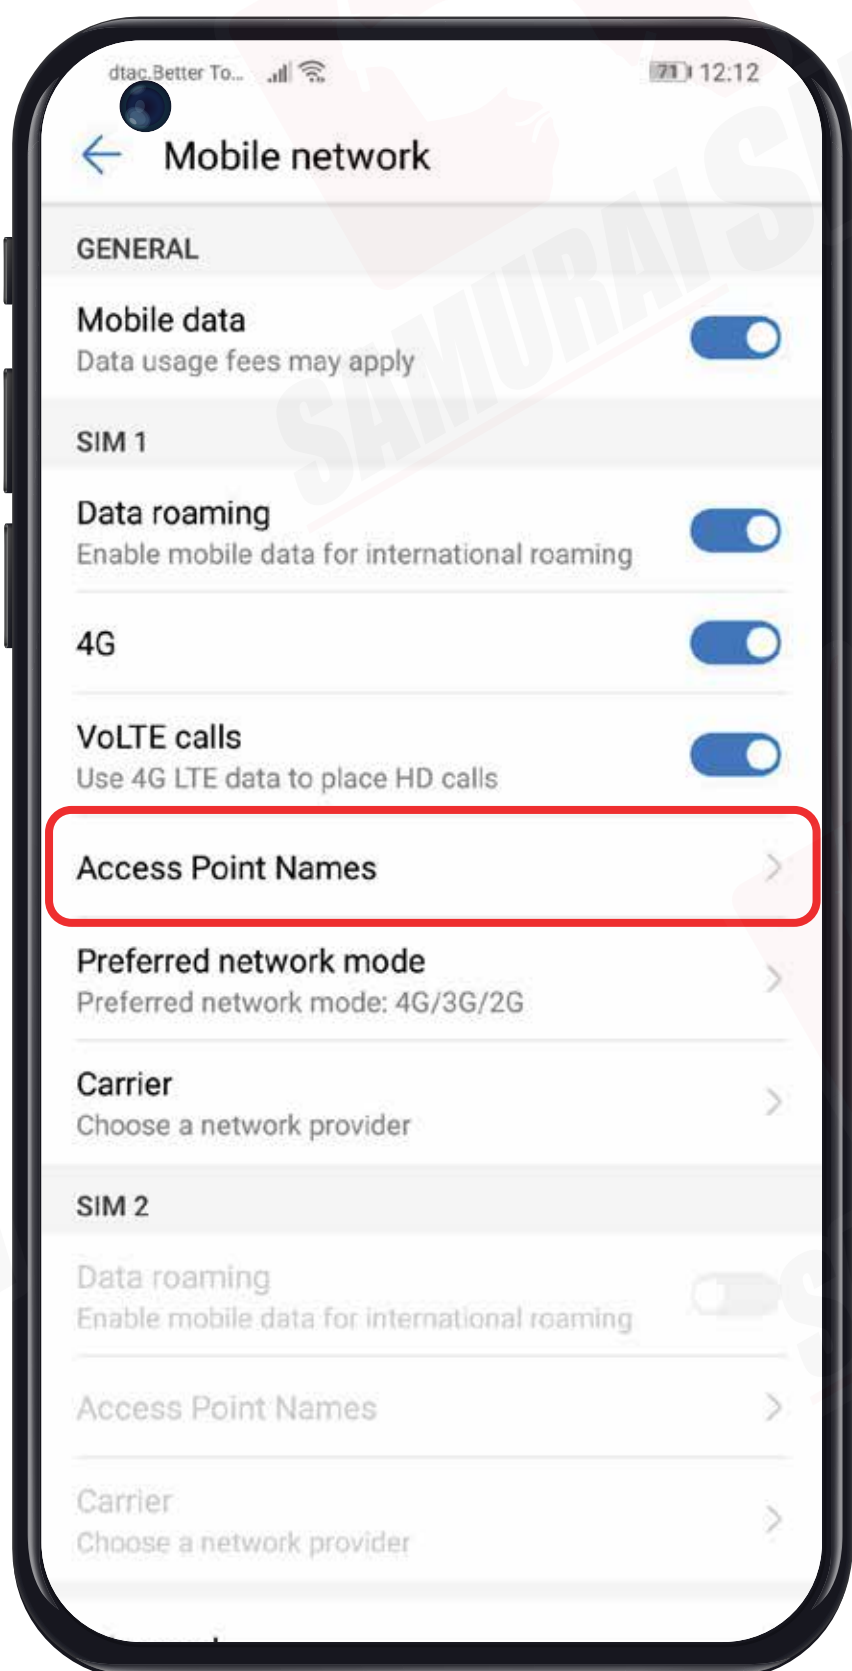 dtac.Better To...
71 12:12
Mobile network
GENERAL
Mobile data
Data usage fees may apply
SIM 1
Data roaming
Enable mobile data for international roaming
4G
VoLTE calls
Use 4G LTE data to place HD calls
Access Point Names
Preferred network mode
Preferred network mode: 4G/3G/2G
Carrier
Choose a network provider
SIM 2
Data roaming
Enable mobile data for international roaming
Access Point Names
Carrier
Choose a network provider
SAMURAI S